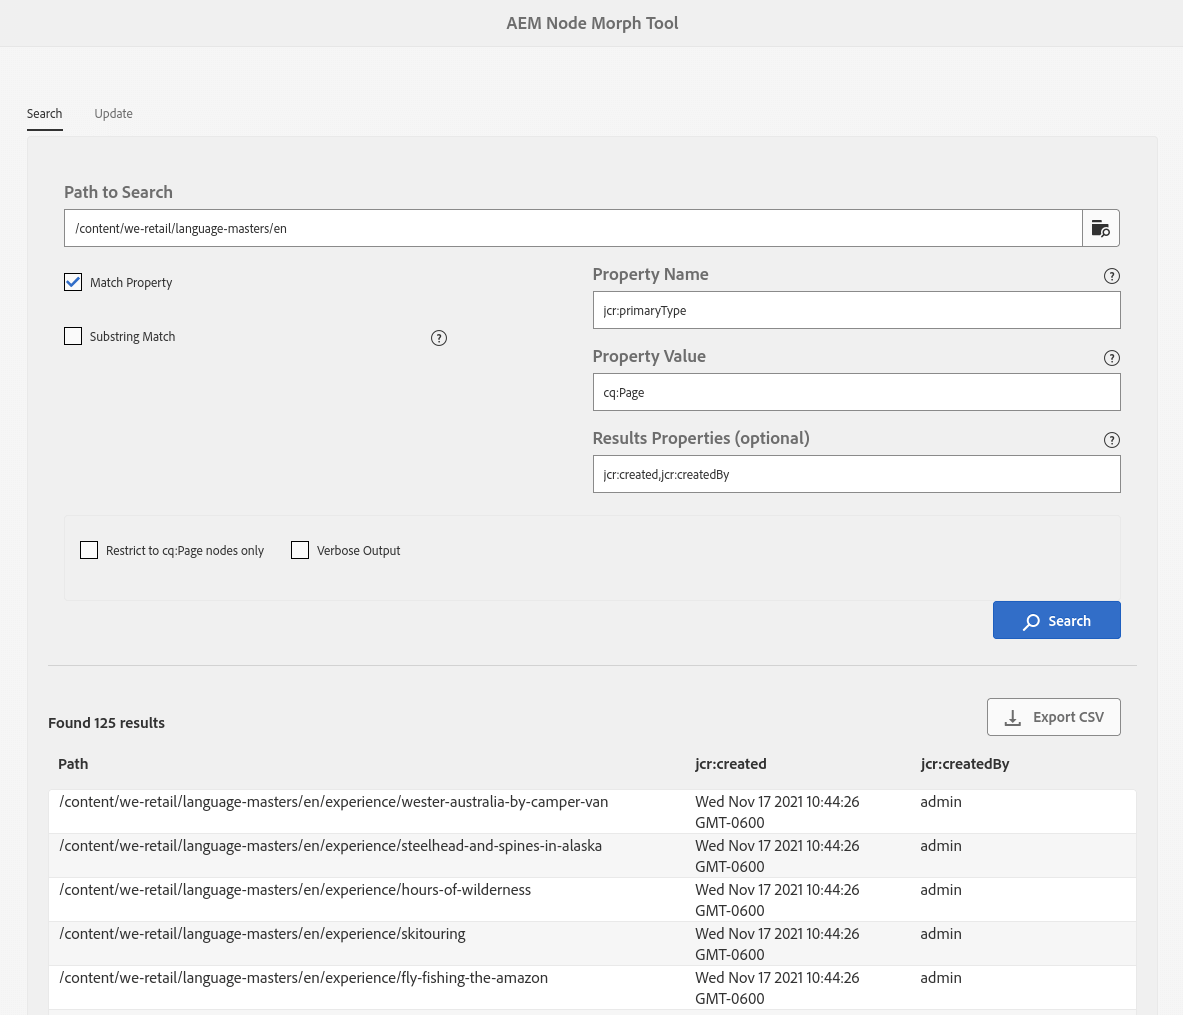 AEM Node Morph Tool
Search Update
Path to Search
/content/we-retail/language-masters/en
Match Property
Property Name
?
jcr:primaryType
Substring Match
?
Property Value
?
cq:Page
Results Properties (optional)
?
jcr:created,jcr:createdBy
Restrict to cq:Page nodes only Verbose Output
Search
Found 125 results
Export CSV
Path jcr:created jcr:createdBy
/content/we-retail/language-masters/en/experience/wester-australia-by-camper-van Wed Nov 17 2021 10:44:26 admin
GMT-0600
/content/we-retail/language-masters/en/experience/steelhead-and-spines-in-alaska Wed Nov 17 2021 10:44:26 admin
GMT-0600
/content/we-retail/language-masters/en/experience/hours-of-wilderness Wed Nov 17 2021 10:44:26 admin
GMT-0600
/content/we-retail/language-masters/en/experience/skitouring Wed Nov 17 2021 10:44:26 admin
GMT-0600
/content/we-retail/language-masters/en/experience/fly-fishing-the-amazon Wed Nov 17 2021 10:44:26 admin
GMT-0600